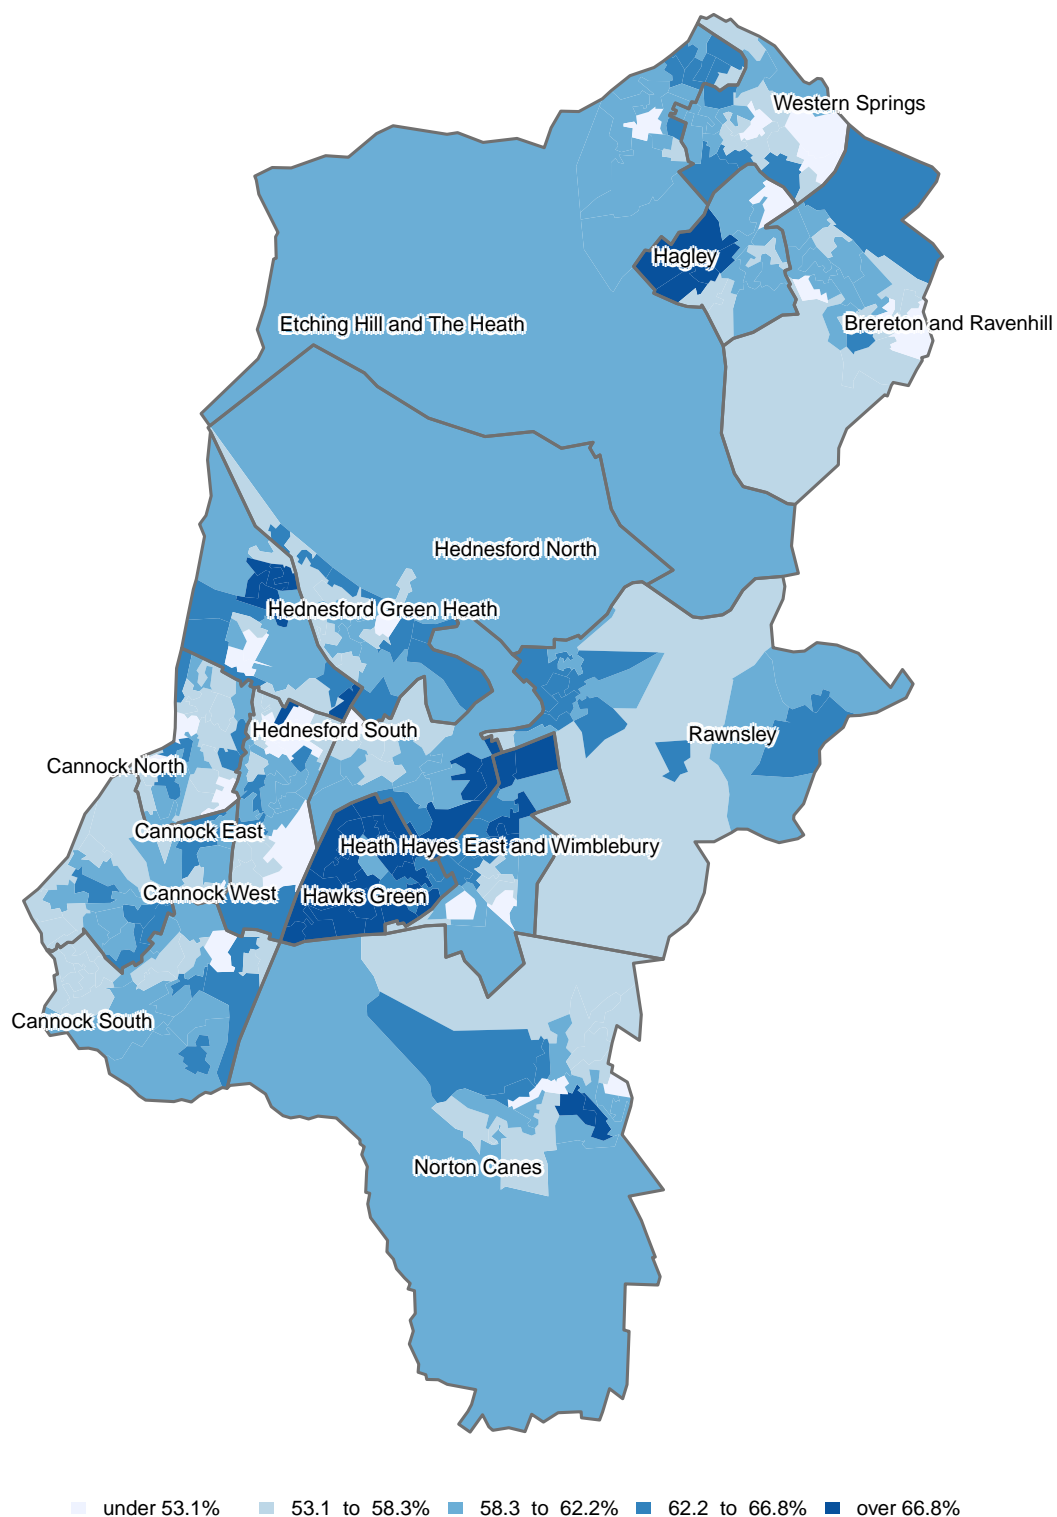 Western Springs
Hagley
Etching Hill and The Heath
Brereton and Ravenhill
Hednesford North
Hednesford Green Heath
Hednesford South
Rawnsley
Cannock North
Cannock East
Heath Hayes East and Wimblebury
Cannock West
Hawks Green
Cannock South
Norton Canes
under 53.1% 53.1 to 58.3% 58.3 to 62.2% 62.2 to 66.8% over 66.8%